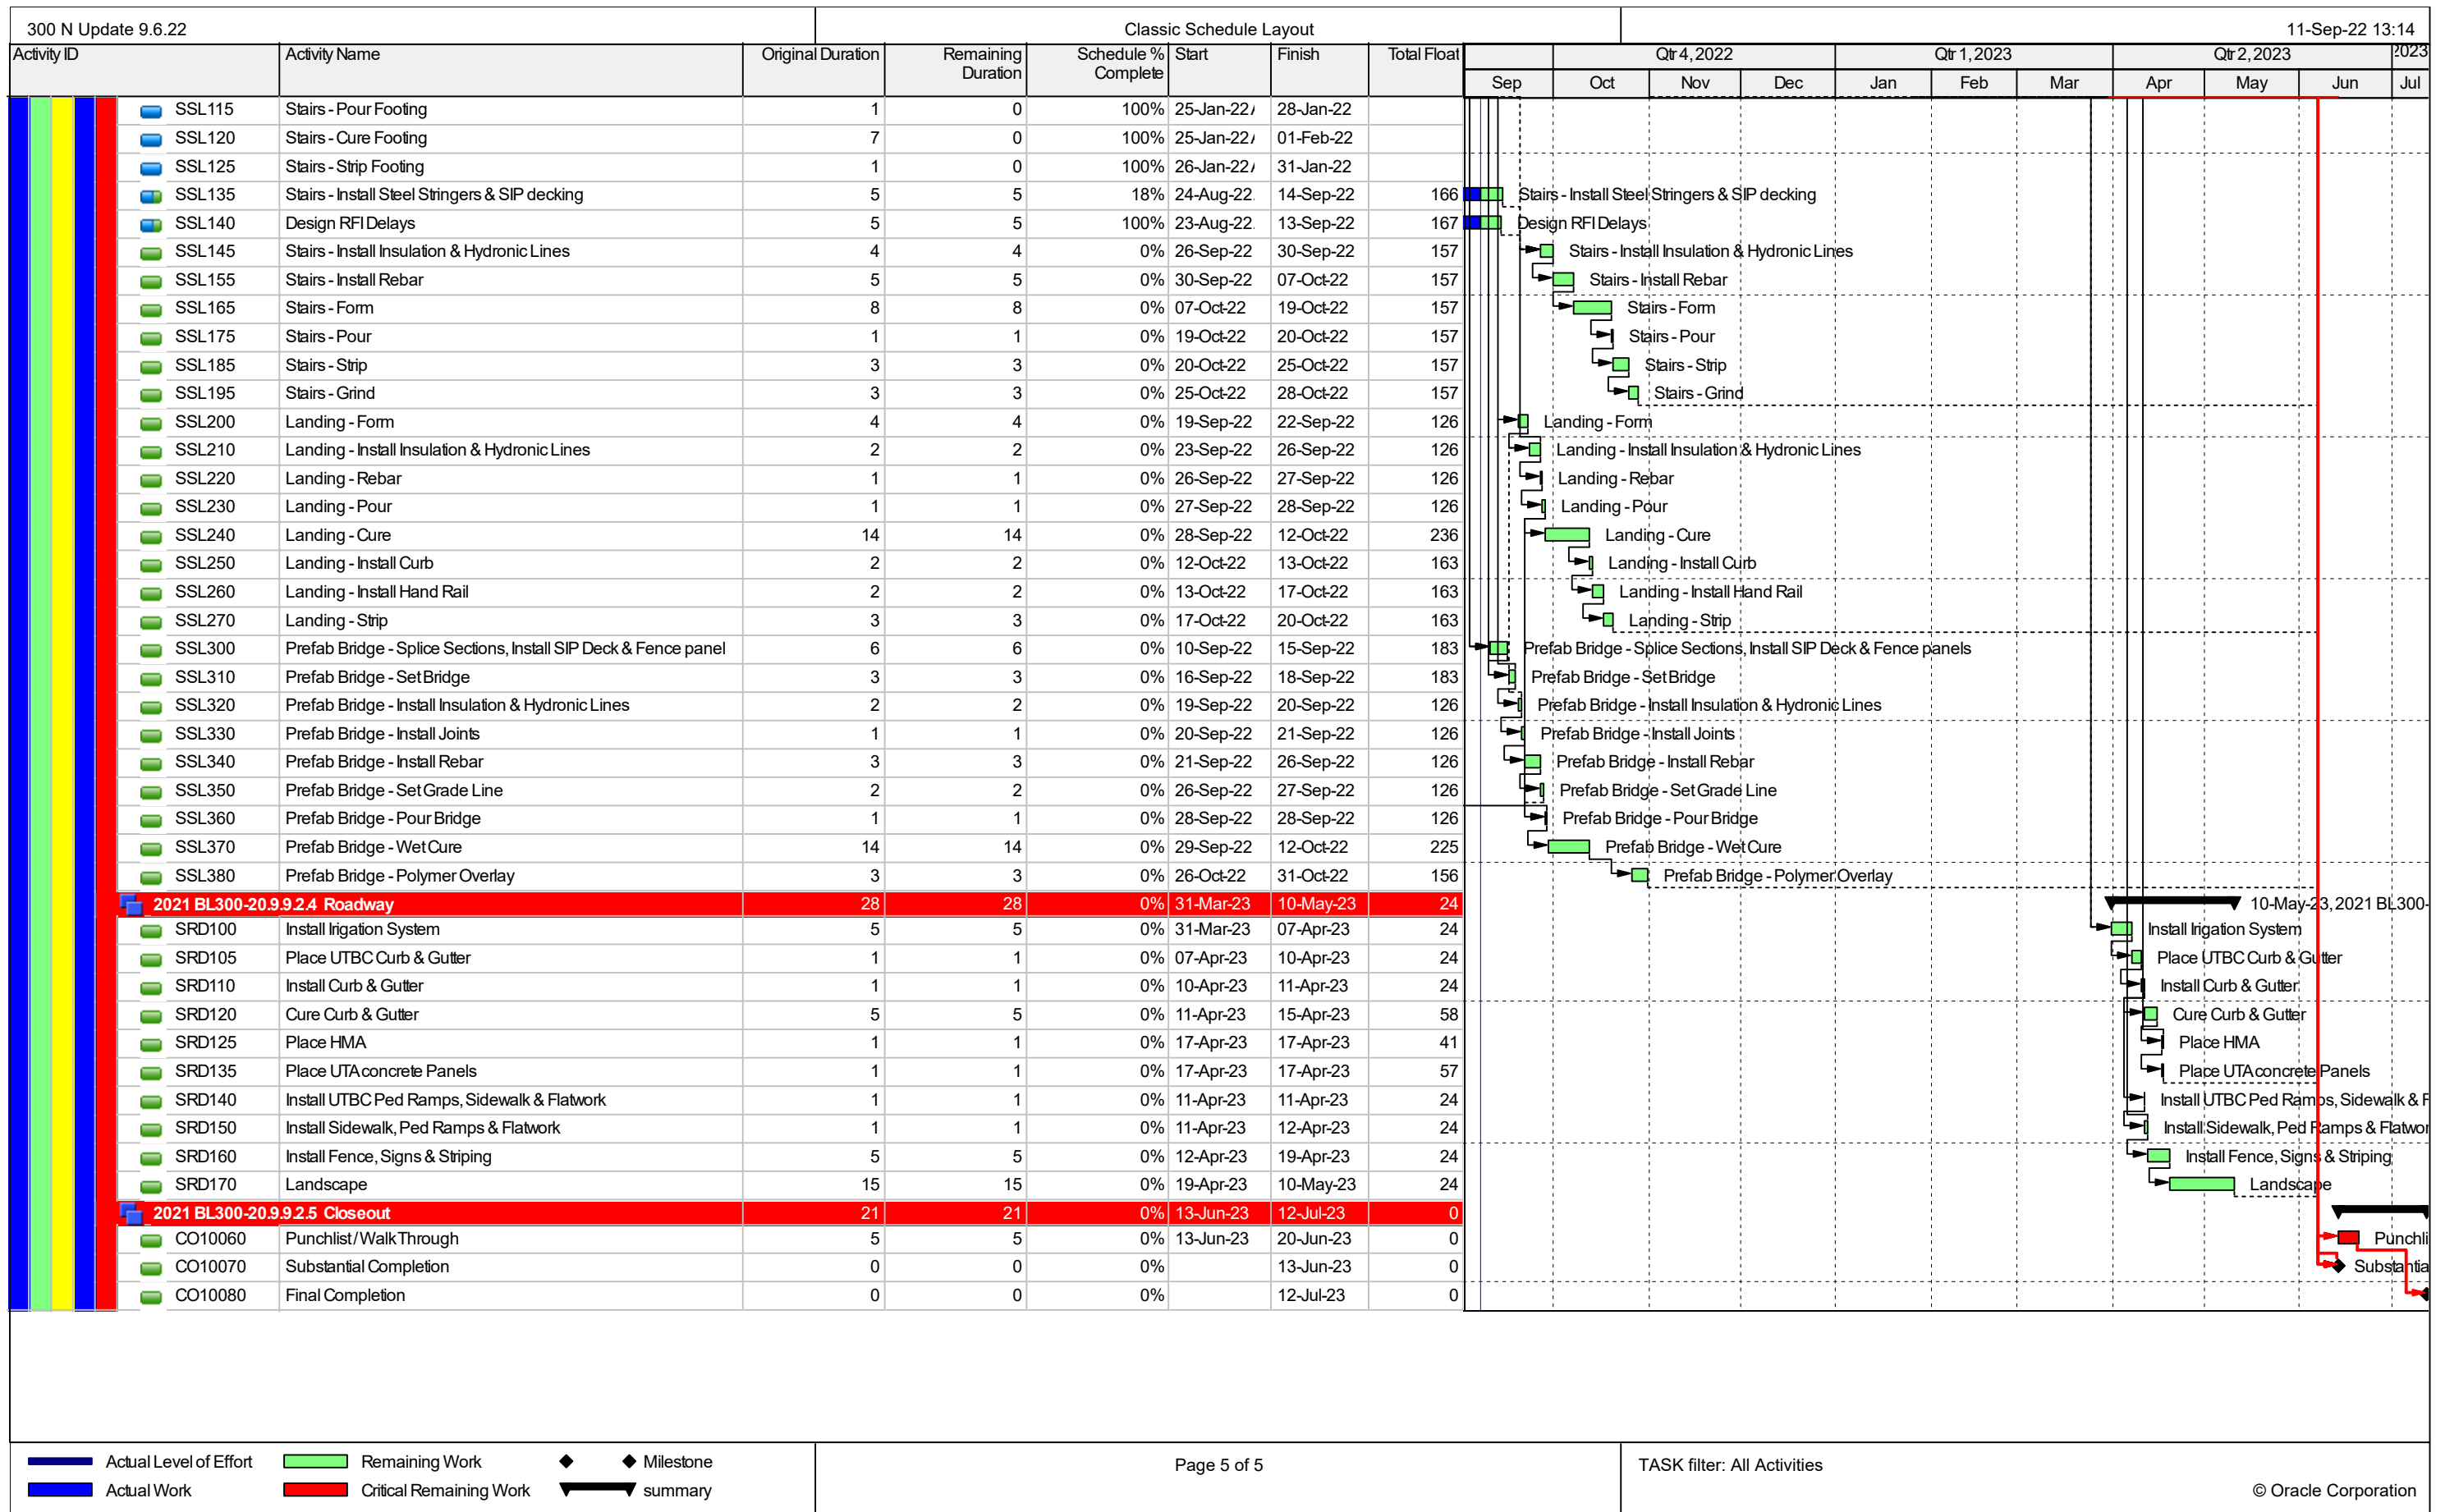 300 N Update 9.6.22 Classic Schedule Layout 11-Sep-22 13:14
Activity ID Activity Name Original Duration Remaining Duration Schedule % Complete Start Finish Total Float Qtr 4, 2022 Qtr 1, 2023 Qtr 2, 2023 2023
Sep Oct Nov Dec Jan Feb Mar Apr May Jun Jul
SSL115 Stairs - Pour Footing 1 0 100% 25-Jan-22 28-Jan-22
SSL120 Stairs - Cure Footing 7 0 100% 25-Jan-22 01-Feb-22
SSL125 Stairs - Strip Footing 1 0 100% 26-Jan-22 31-Jan-22
SSL135 Stairs - Install Steel Stringers & SIP decking 5 5 18% 24-Aug-22 14-Sep-22 166 Stairs - Install Steel Stringers & SIP decking
SSL140 Design RFI Delays 5 5 100% 23-Aug-22 13-Sep-22 167 Design RFI Delays
SSL145 Stairs - Install Insulation & Hydronic Lines 4 4 0% 26-Sep-22 30-Sep-22 157 Stairs - Install Insulation & Hydronic Lines
SSL155 Stairs - Install Rebar 5 5 0% 30-Sep-22 07-Oct-22 157 Stairs - Install Rebar
SSL165 Stairs - Form 8 8 0% 07-Oct-22 19-Oct-22 157 Stairs - Form
SSL175 Stairs - Pour 1 1 0% 19-Oct-22 20-Oct-22 157 Stairs - Pour
SSL185 Stairs - Strip 3 3 0% 20-Oct-22 25-Oct-22 157 Stairs - Strip
SSL195 Stairs - Grind 3 3 0% 25-Oct-22 28-Oct-22 157 Stairs - Grind
SSL200 Landing - Form 4 4 0% 19-Sep-22 22-Sep-22 126 Landing - Form
SSL210 Landing - Install Insulation & Hydronic Lines 2 2 0% 23-Sep-22 26-Sep-22 126 Landing - Install Insulation & Hydronic Lines
SSL220 Landing - Rebar 1 1 0% 26-Sep-22 27-Sep-22 126 Landing - Rebar
SSL230 Landing - Pour 1 1 0% 27-Sep-22 28-Sep-22 126 Landing - Pour
SSL240 Landing - Cure 14 14 0% 28-Sep-22 12-Oct-22 236 Landing - Cure
SSL250 Landing - Install Curb 2 2 0% 12-Oct-22 13-Oct-22 163 Landing - Install Curb
SSL260 Landing - Install Hand Rail 2 2 0% 13-Oct-22 17-Oct-22 163 Landing - Install Hand Rail
SSL270 Landing - Strip 3 3 0% 17-Oct-22 20-Oct-22 163 Landing - Strip
SSL300 Prefab Bridge - Splice Sections, Install SIP Deck & Fence panel 6 6 0% 10-Sep-22 15-Sep-22 183 Prefab Bridge - Splice Sections, Install SIP Deck & Fence panels
SSL310 Prefab Bridge - Set Bridge 3 3 0% 16-Sep-22 18-Sep-22 183 Prefab Bridge - Set Bridge
SSL320 Prefab Bridge - Install Insulation & Hydronic Lines 2 2 0% 19-Sep-22 20-Sep-22 126 Prefab Bridge - Install Insulation & Hydronic Lines
SSL330 Prefab Bridge - Install Joints 1 1 0% 20-Sep-22 21-Sep-22 126 Prefab Bridge - Install Joints
SSL340 Prefab Bridge - Install Rebar 3 3 0% 21-Sep-22 26-Sep-22 126 Prefab Bridge - Install Rebar
SSL350 Prefab Bridge - Set Grade Line 2 2 0% 26-Sep-22 27-Sep-22 126 Prefab Bridge - Set Grade Line
SSL360 Prefab Bridge - Pour Bridge 1 1 0% 28-Sep-22 28-Sep-22 126 Prefab Bridge - Pour Bridge
SSL370 Prefab Bridge - Wet Cure 14 14 0% 29-Sep-22 12-Oct-22 225 Prefab Bridge - Wet Cure
SSL380 Prefab Bridge - Polymer Overlay 3 3 0% 26-Oct-22 31-Oct-22 156 Prefab Bridge - Polymer Overlay
2021 BL300-20.9.9.2.4 Roadway 28 28 0% 31-Mar-23 10-May-23 24 10-May-23, 2021 BL300-
SRD100 Install Irigation System 5 5 0% 31-Mar-23 07-Apr-23 24 Install Irigation System
SRD105 Place UTBC Curb & Gutter 1 1 0% 07-Apr-23 10-Apr-23 24 Place UTBC Curb & Gutter
SRD110 Install Curb & Gutter 1 1 0% 10-Apr-23 11-Apr-23 24 Install Curb & Gutter
SRD120 Cure Curb & Gutter 5 5 0% 11-Apr-23 15-Apr-23 58 Cure Curb & Gutter
SRD125 Place HMA 1 1 0% 17-Apr-23 17-Apr-23 41 Place HMA
SRD135 Place UTA concrete Panels 1 1 0% 17-Apr-23 17-Apr-23 57 Place UTA concrete Panels
SRD140 Install UTBC Ped Ramps, Sidewalk & Flatwork 1 1 0% 11-Apr-23 11-Apr-23 24 Install UTBC Ped Ramps, Sidewalk & F
SRD150 Install Sidewalk, Ped Ramps & Flatwork 1 1 0% 11-Apr-23 12-Apr-23 24 Install Sidewalk, Ped Ramps & Flatwor
SRD160 Install Fence, Signs & Striping 5 5 0% 12-Apr-23 19-Apr-23 24 Install Fence, Signs & Striping
SRD170 Landscape 15 15 0% 19-Apr-23 10-May-23 24 Landscape
2021 BL300-20.9.9.2.5 Closeout 21 21 0% 13-Jun-23 12-Jul-23 0
CO10060 Punchlist / Walk Through 5 5 0% 13-Jun-23 20-Jun-23 0 Punchli
CO10070 Substantial Completion 0 0 0% 13-Jun-23 0 Substantia
CO10080 Final Completion 0 0 0% 12-Jul-23 0
Actual Level of Effort Remaining Work Milestone Page 5 of 5 TASK filter: All Activities
Actual Work Critical Remaining Work summary © Oracle Corporation